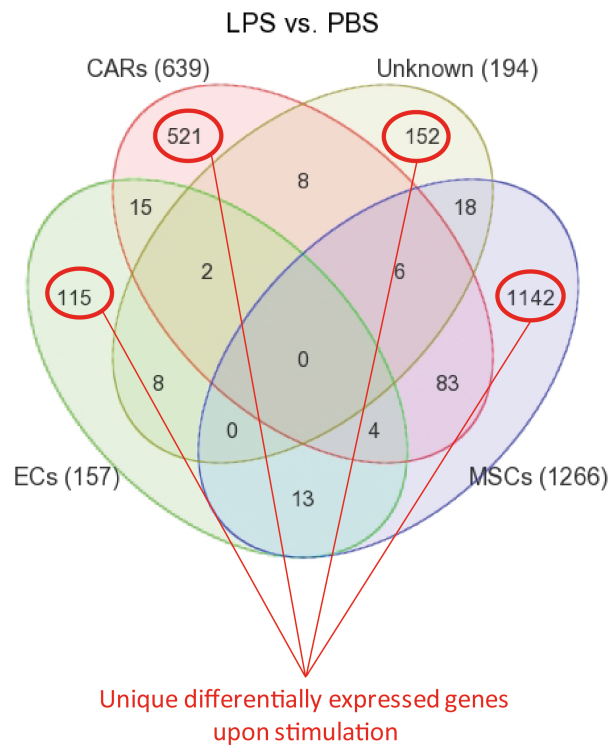 LPS vs. PBS
CARs (639) Unknown (194)
521 152
8
15 18
2 6
115 1142
0
8 83
0 4
ECs (157) MSCs (1266)
13
Unique differentially expressed genes
upon stimulation